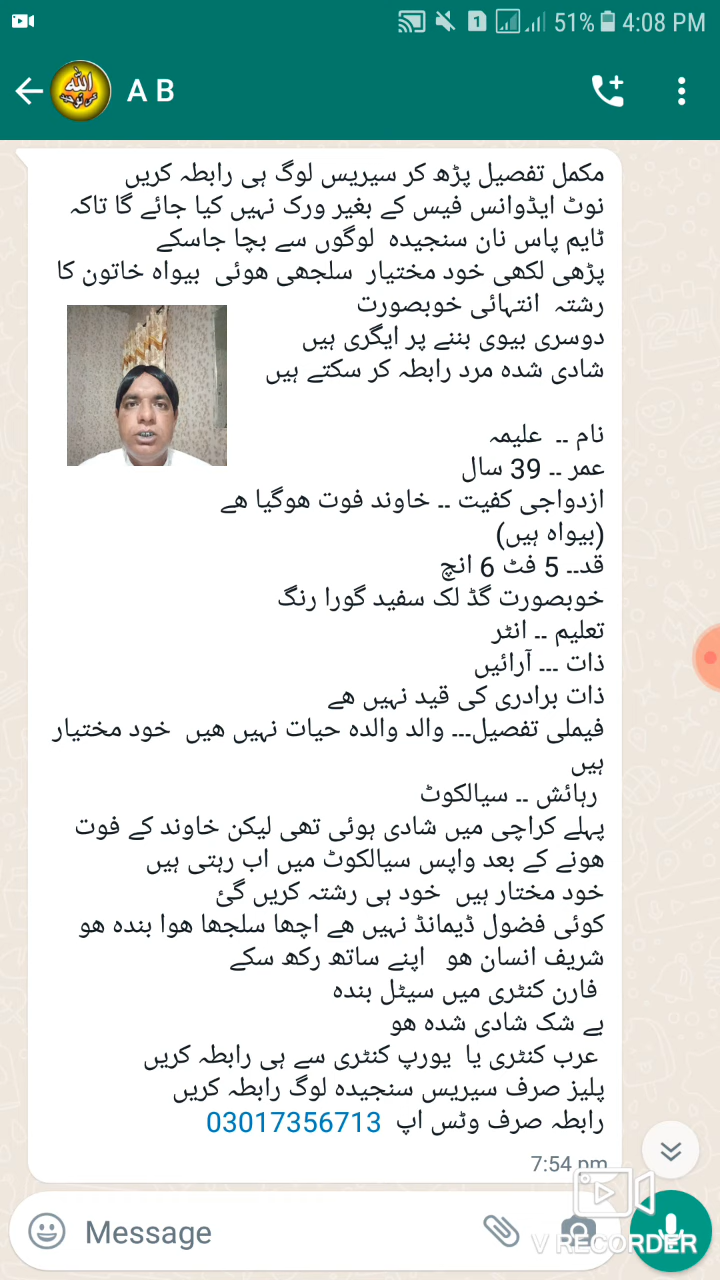 51% 4:08 PM
A B
مکمل تفصیل پڑھ کر سیریس لوگ ہی رابطہ کریں
نوٹ ایڈوانس فیس کے بغیر ورک نہیں کیا جائے گا تاکہ
ٹایم پاس نان سنجیدہ لوگوں سے بچا جاسکے
پڑھی لکھی خود مختیار سلجھی ھوئی بیواہ خاتون کا
رشتہ انتہائی خوبصورت
دوسری بیوی بننے پر ایگری ہیں
شادی شدہ مرد رابطہ کر سکتے ہیں
نام -- علیمہ
عمر -- 39 سال
ازدواجی کفیت -- خاوند فوت ھوگیا ھے
(بیواہ ہیں)
قد-- 5 فٹ 6 انچ
خوبصورت گڈ لک سفید گورا رنگ
تعلیم -- انٹر
ذات --- آرائیں
ذات برادری کی قید نہیں ھے
فیملی تفصیل--- والد والدہ حیات نہیں ھیں خود مختیار
ہیں
رہائش -- سیالکوٹ
پہلے کراچی میں شادی ہوئی تھی لیکن خاوند کے فوت
ھونے کے بعد واپس سیالکوٹ میں اب رہتی ہیں
خود مختار ہیں خود ہی رشتہ کریں گئ
کوئی فضول ڈیمانڈ نہیں ھے اچھا سلجھا ھوا بندہ ھو
شریف انسان ھو اپنے ساتھ رکھ سکے
فارن کنٹری میں سیٹل بندہ
بے شک شادی شدہ ھو
عرب کنٹری یا یورپ کنٹری سے ہی رابطہ کریں
پلیز صرف سیریس سنجیدہ لوگ رابطہ کریں
رابطہ صرف وٹس اپ 03017356713
7:54 pm
Message
V RECORDER